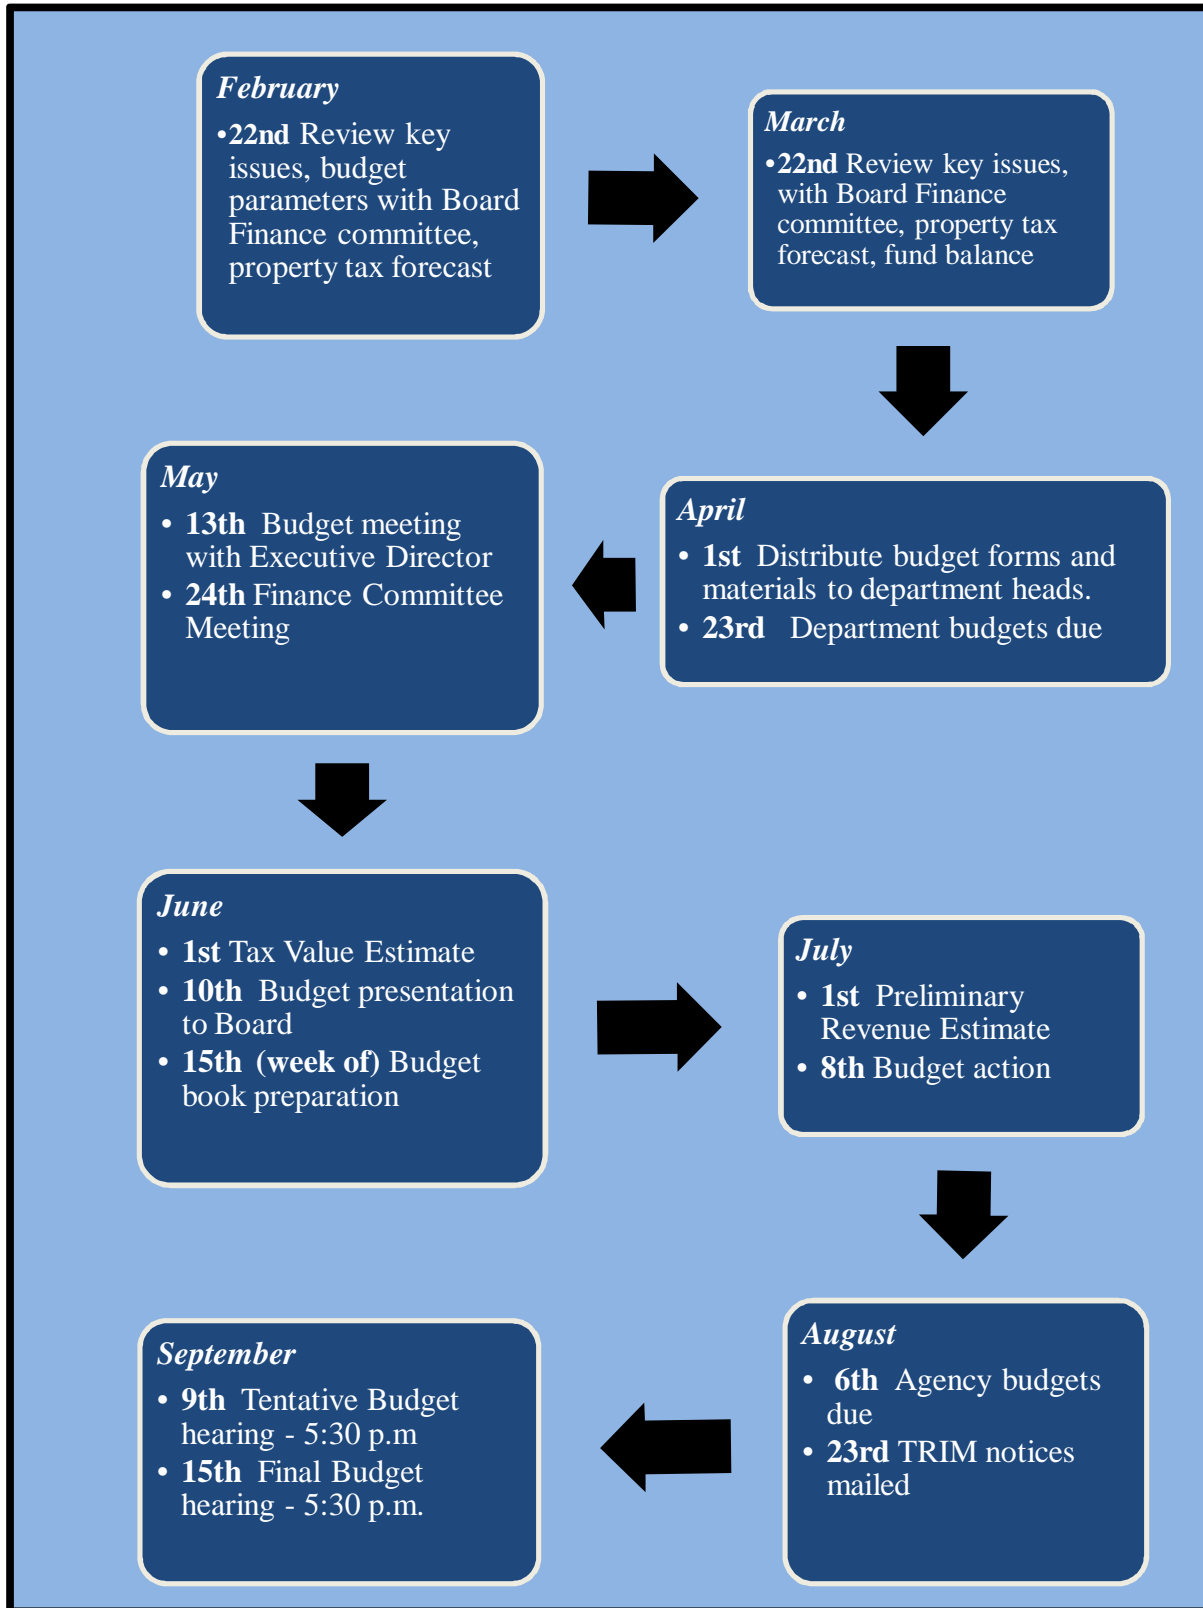 February
•22nd Review key
issues, budget
parameters with Board
Finance committee,
property tax forecast
March
•22nd Review key issues,
with Board Finance
committee, property tax
forecast, fund balance
April
• 1st Distribute budget forms and
materials to department heads.
• 23rd Department budgets due
May
• 13th Budget meeting
with Executive Director
• 24th Finance Committee
Meeting
June
• 1st Tax Value Estimate
• 10th Budget presentation
to Board
• 15th (week of) Budget
book preparation
July
• 1st Preliminary
Revenue Estimate
• 8th Budget action
August
• 6th Agency budgets
due
• 23rd TRIM notices
mailed
September
• 9th Tentative Budget
hearing - 5:30 p.m
• 15th Final Budget
hearing - 5:30 p.m.